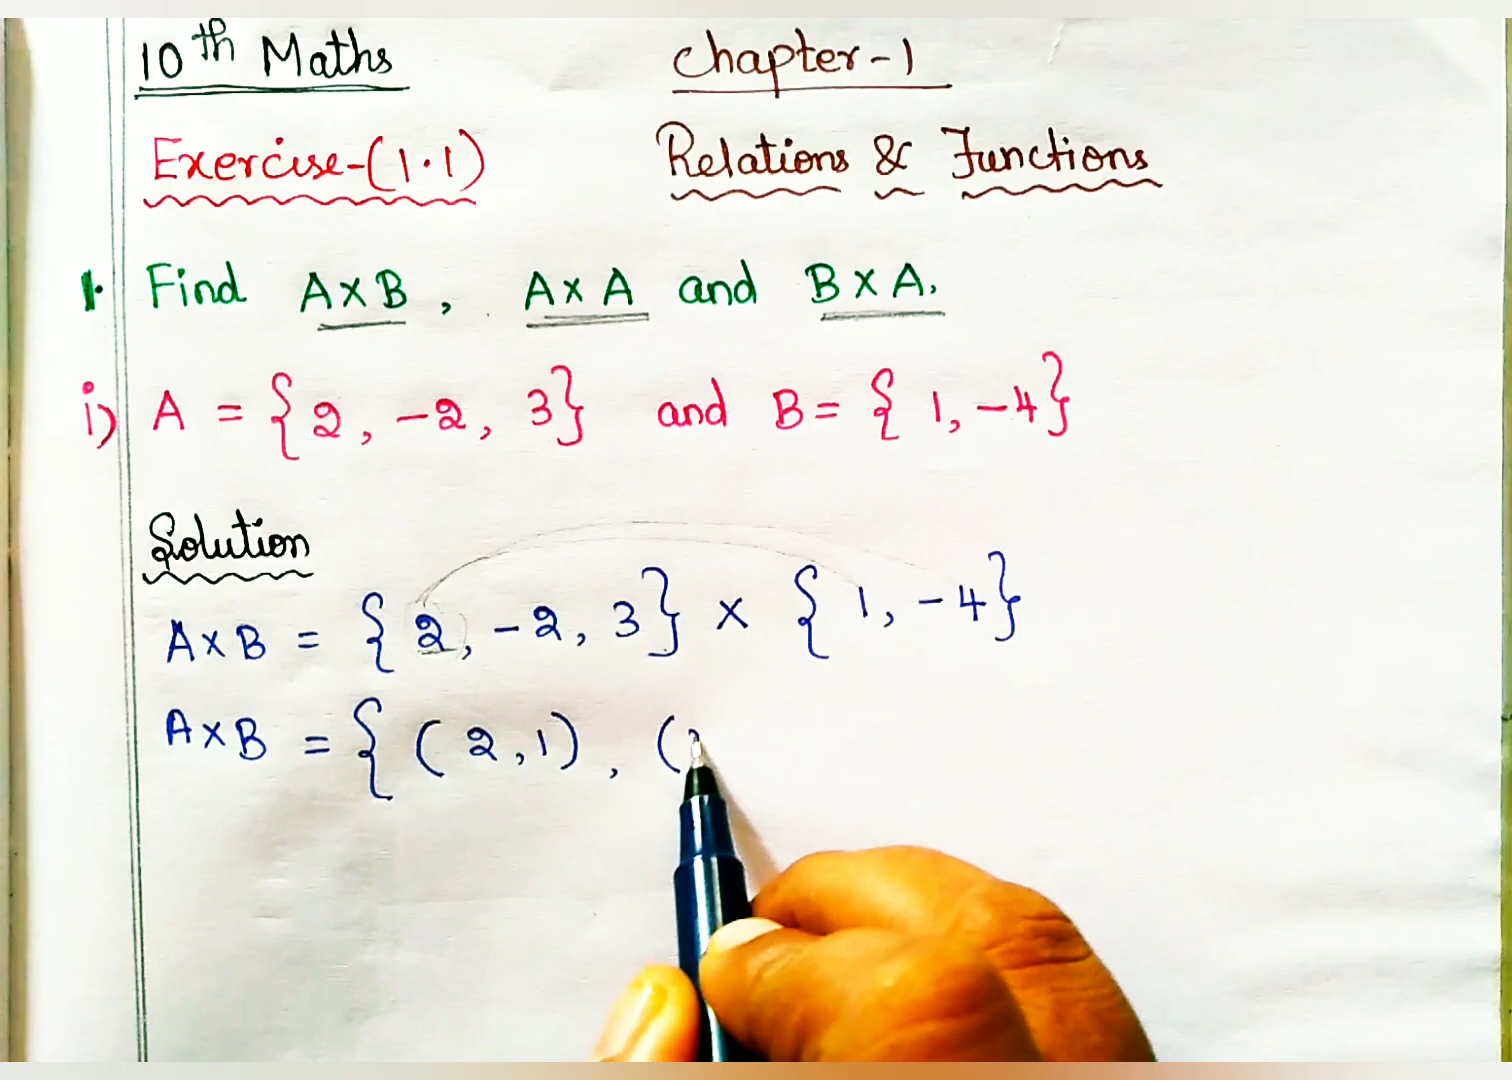 10th Maths Chapter-1
Exercise-(1.1) Relations & Functions
1. Find A×B, A×A and B×A.
i) A = {2, -2, 3} and B = {1, -4}
Solution
A×B = {2, -2, 3} × {1, -4}
A×B = {(2,1), (